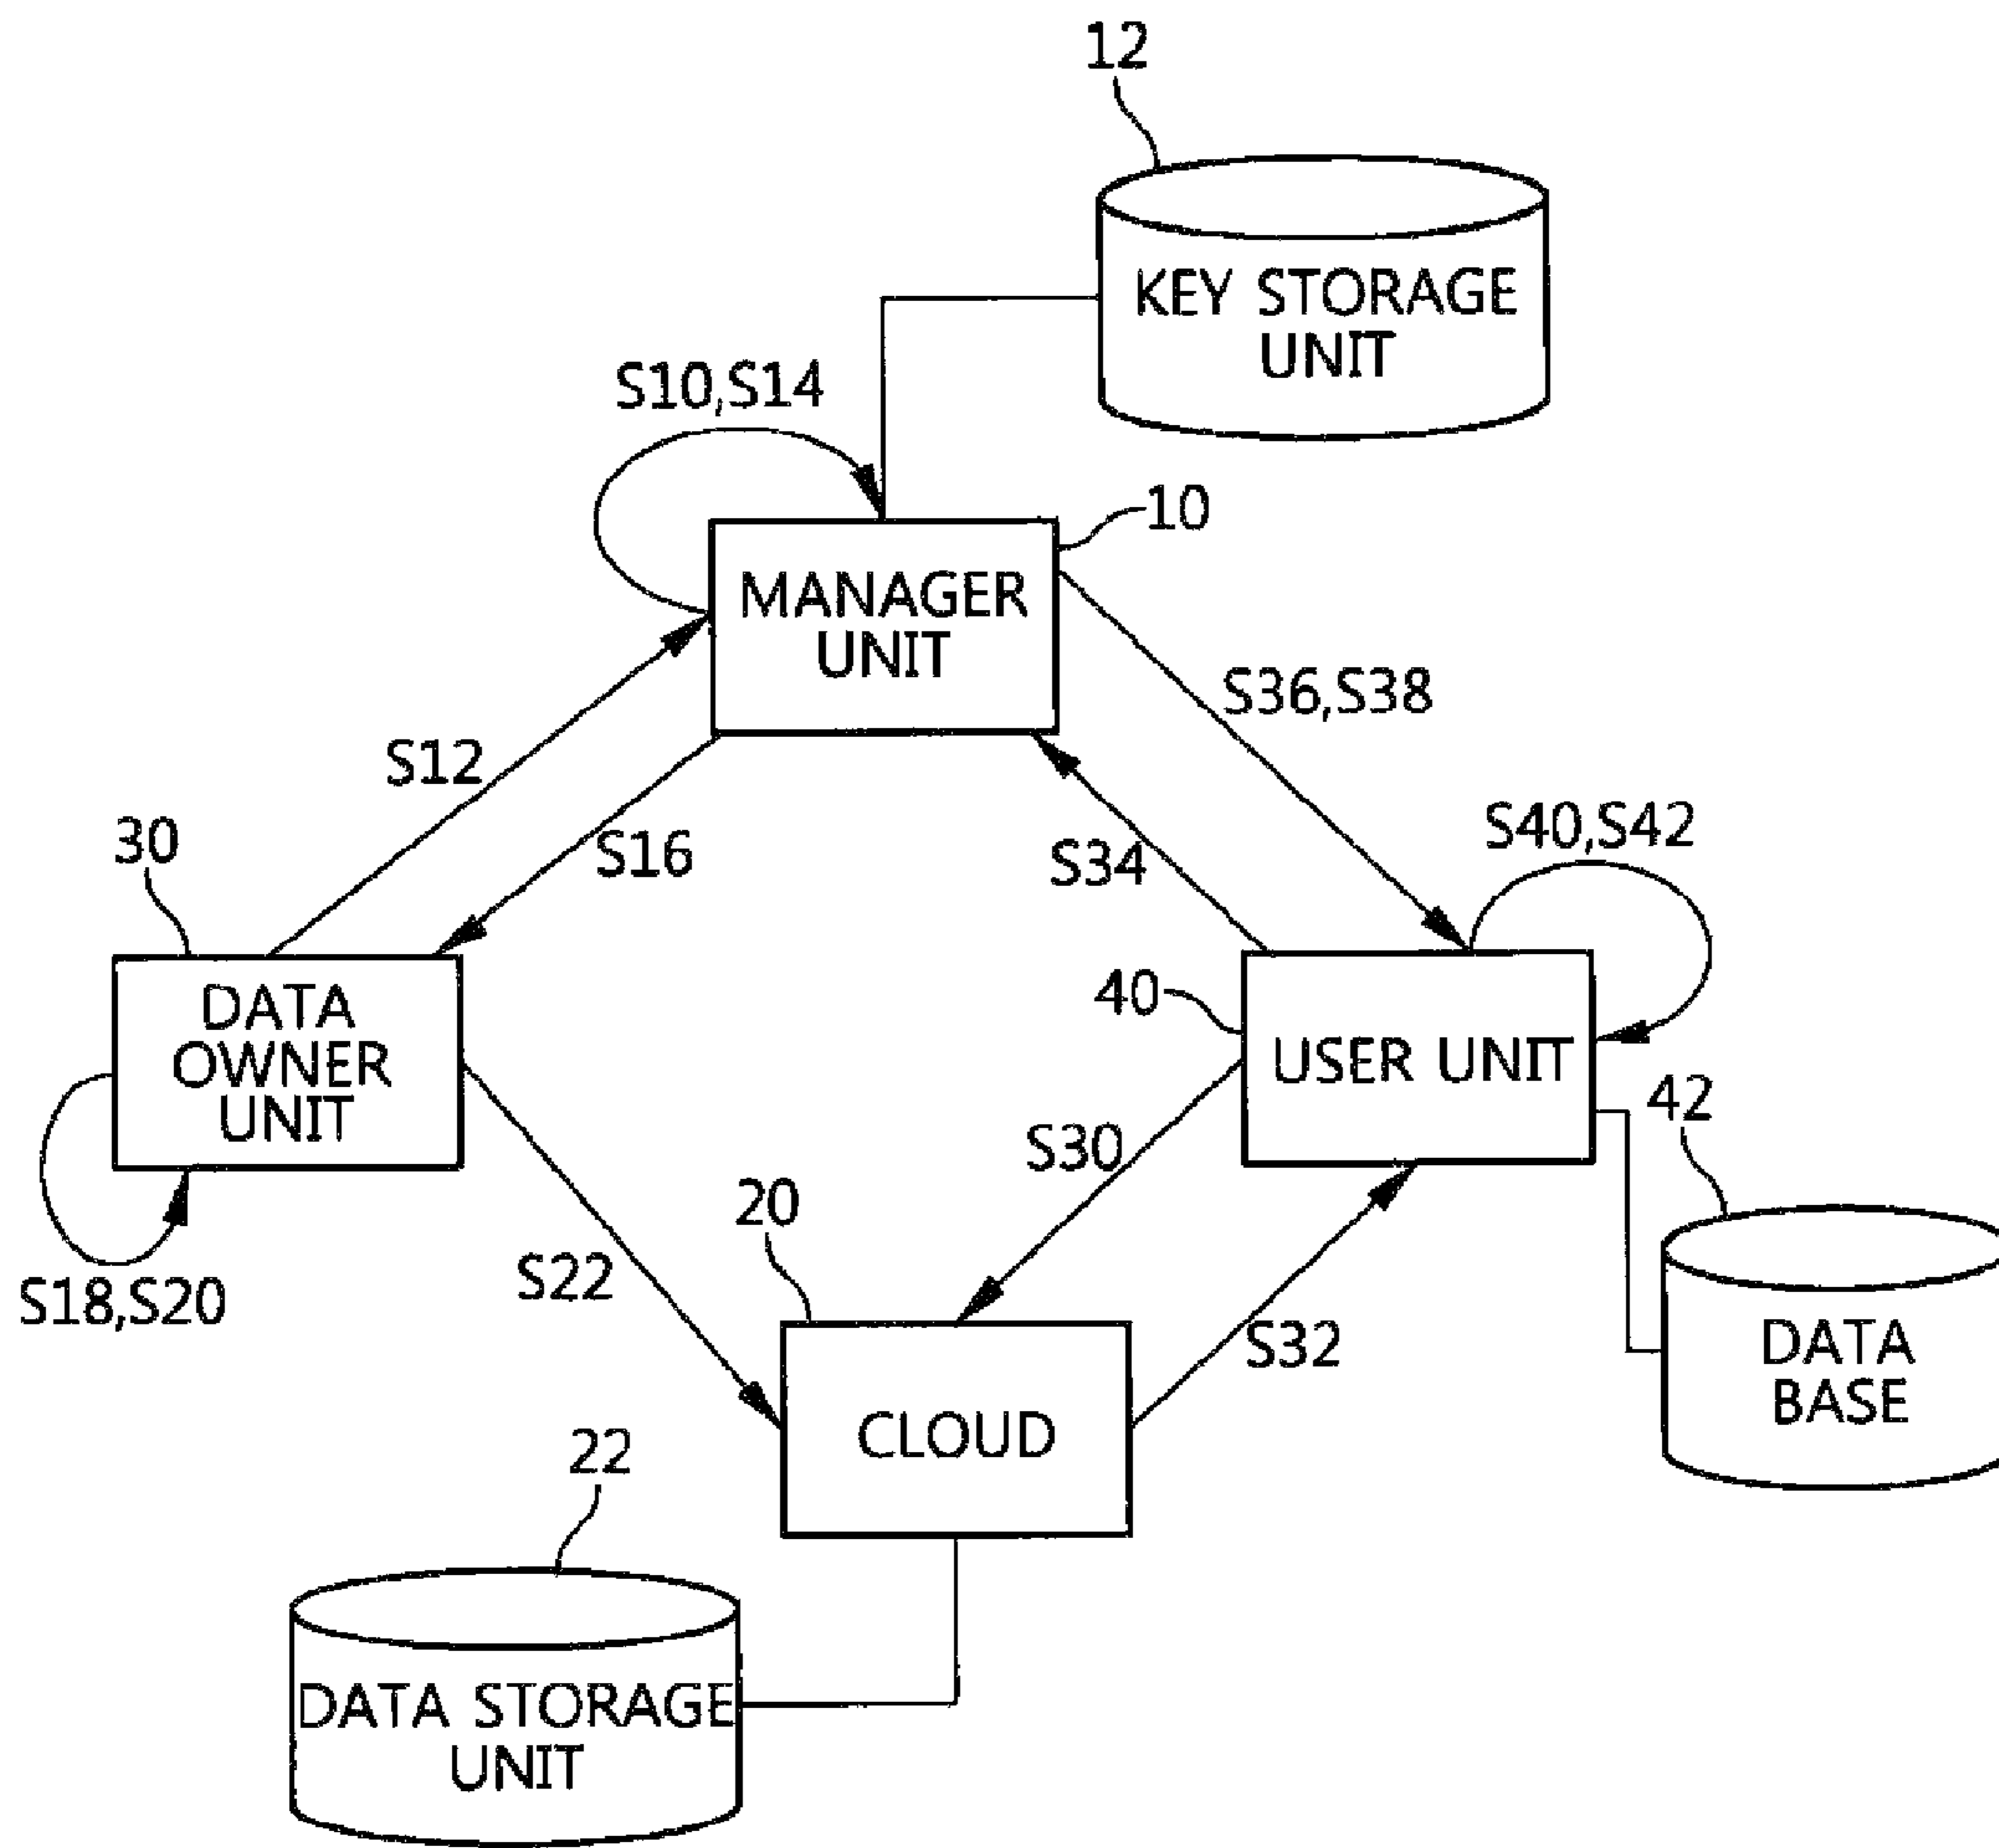 12
KEY STORAGE
UNIT
S10,S14
10
MANAGER
UNIT
S36,S38
S12
S16
S34
S40,S42
30
DATA
OWNER
UNIT
40
USER UNIT
42
S30
S18,S20
S22
20
S32
DATA
BASE
CLOUD
22
DATA STORAGE
UNIT